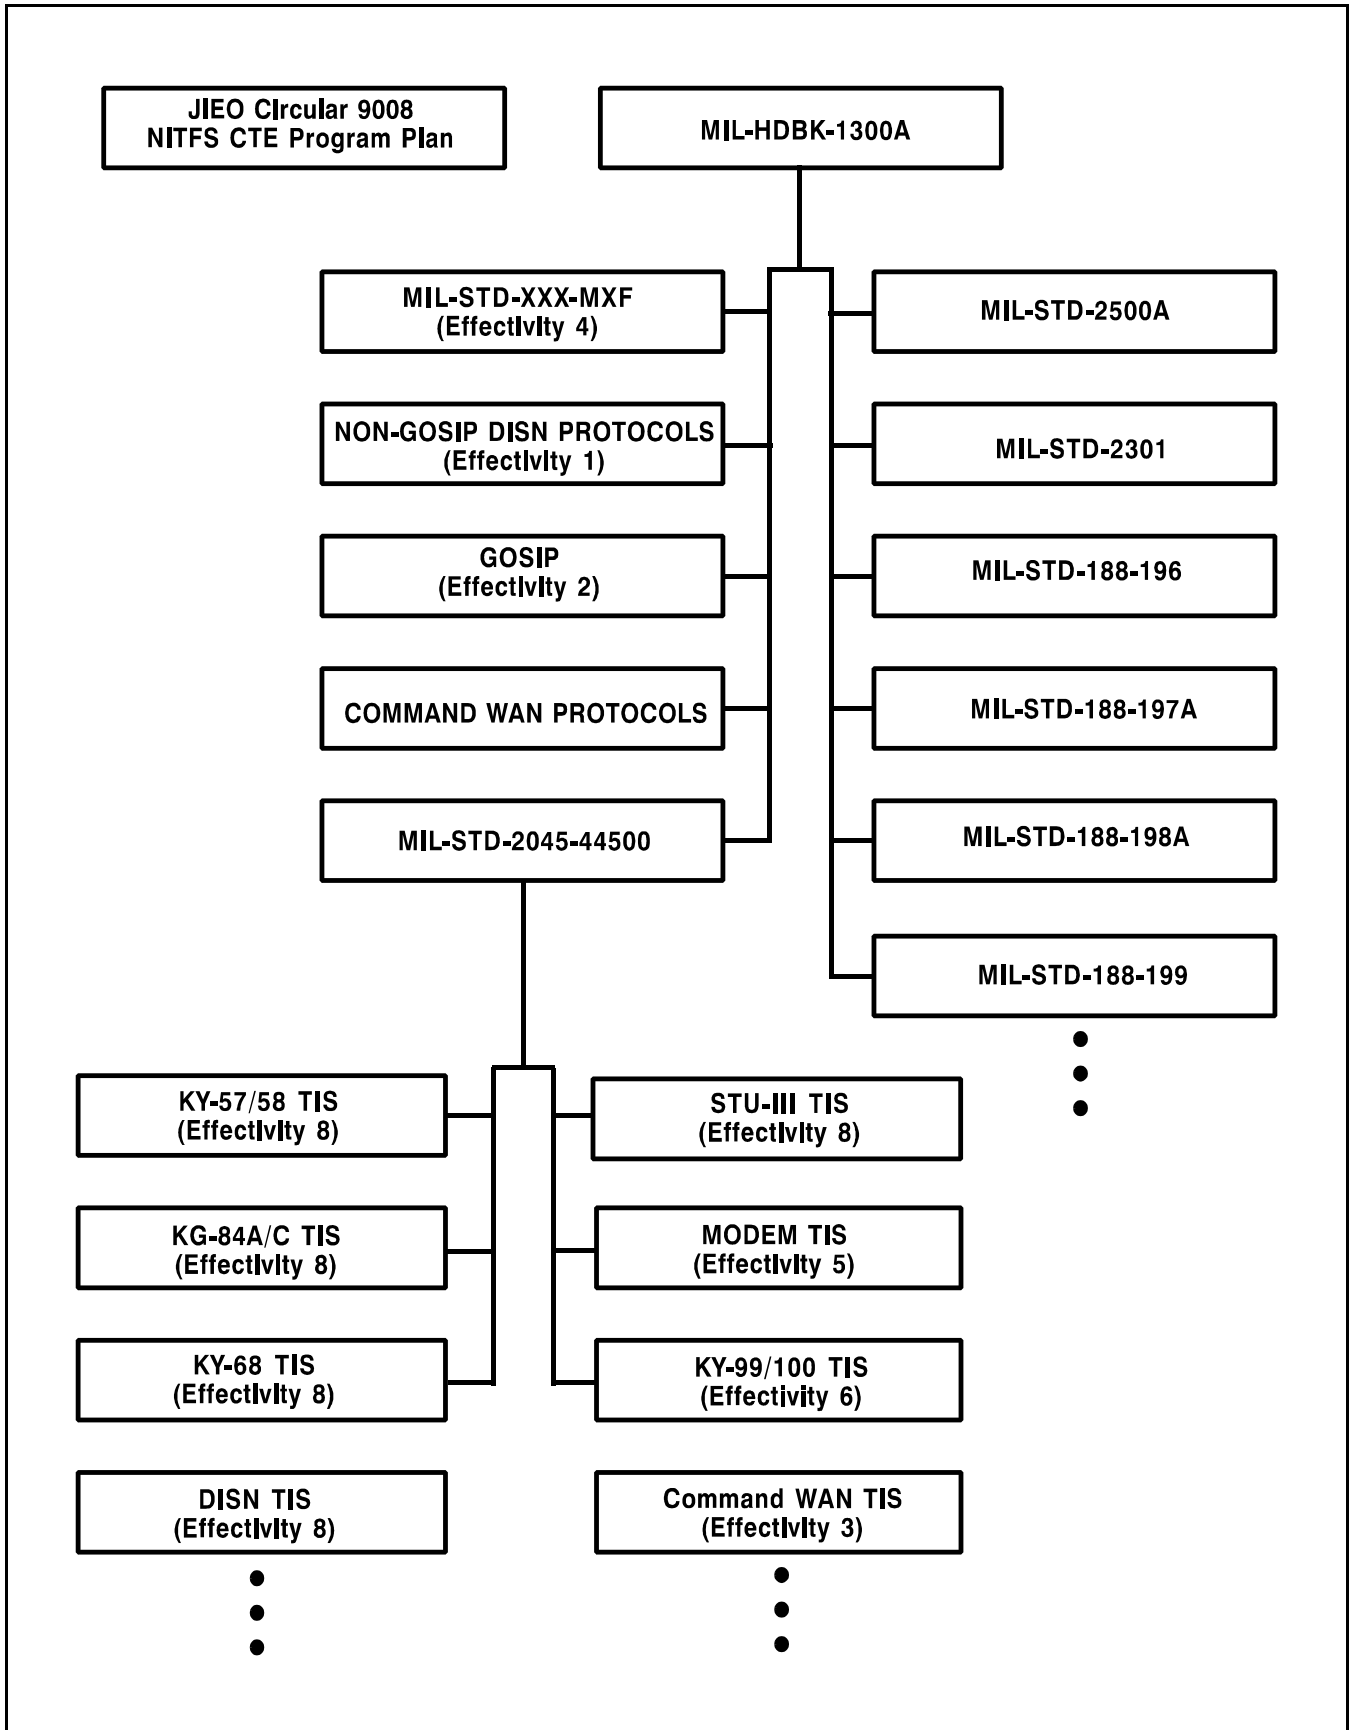 JIEO Circular 9008
NITFS CTE Program Plan
MIL-HDBK-1300A
MIL-STD-XXX-MXF
(Effectivity 4)
MIL-STD-2500A
NON-GOSIP DISN PROTOCOLS
(Effectivity 1)
MIL-STD-2301
GOSIP
(Effectivity 2)
MIL-STD-188-196
COMMAND WAN PROTOCOLS
MIL-STD-188-197A
MIL-STD-2045-44500
MIL-STD-188-198A
MIL-STD-188-199
KY-57/58 TIS
(Effectivity 8)
STU-III TIS
(Effectivity 8)
KG-84A/C TIS
(Effectivity 8)
MODEM TIS
(Effectivity 5)
KY-68 TIS
(Effectivity 8)
KY-99/100 TIS
(Effectivity 6)
DISN TIS
(Effectivity 8)
Command WAN TIS
(Effectivity 3)